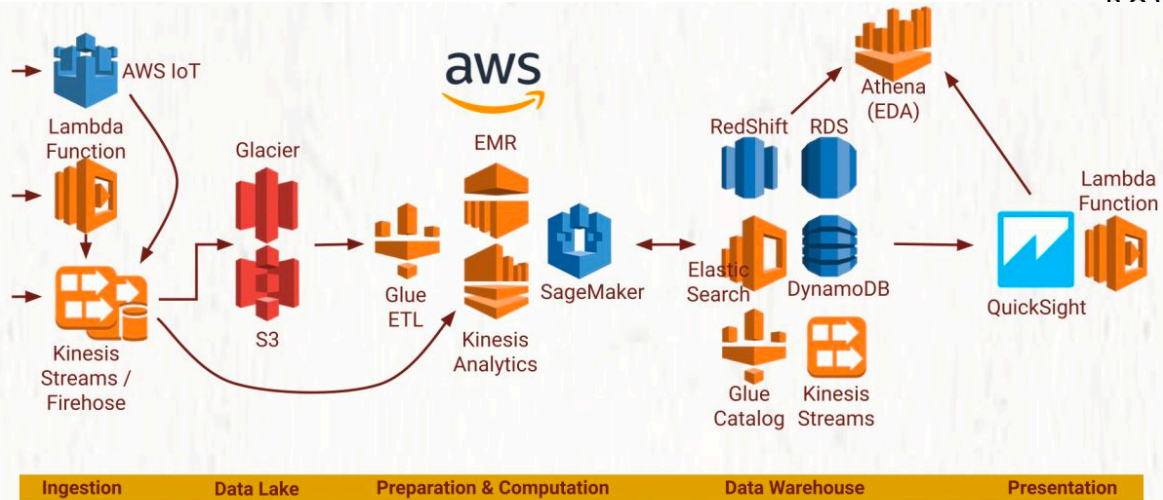 AWS IoT
Lambda
Function
Kinesis
Streams /
Firehose
Glacier
S3
aws
EMR
Glue
ETL
Kinesis
Analytics
SageMaker
RedShift
RDS
Elastic
Search
DynamoDB
Glue
Catalog
Kinesis
Streams
Athena
(EDA)
QuickSight
Lambda
Function
Ingestion
Data Lake
Preparation & Computation
Data Warehouse
Presentation